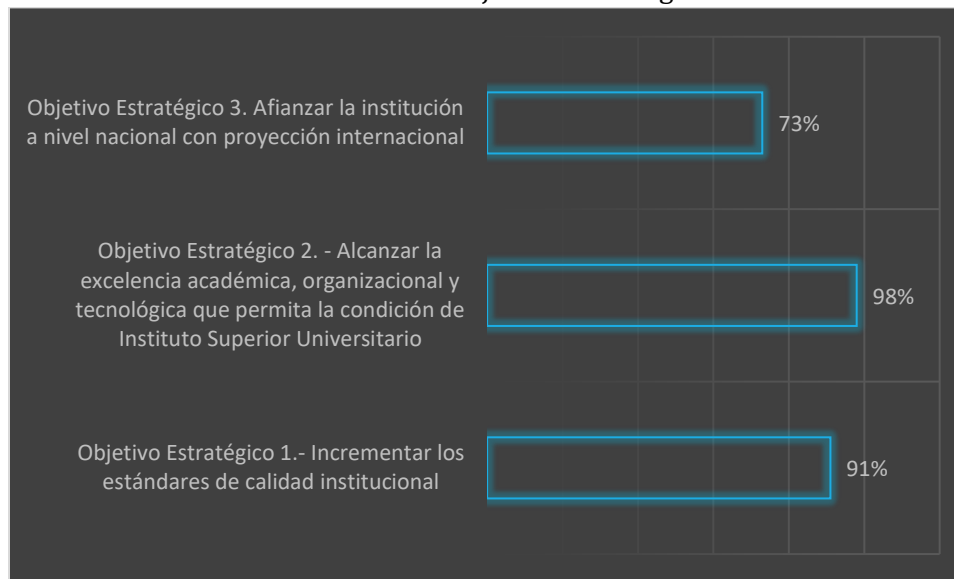 Objetivo Estratégico 3. Afianzar la institución
a nivel nacional con proyección internacional
73%
Objetivo Estratégico 2. - Alcanzar la
excelencia académica, organizacional y
tecnológica que permita la condición de
Instituto Superior Universitario
98%
Objetivo Estratégico 1.- Incrementar los
estándares de calidad institucional
91%